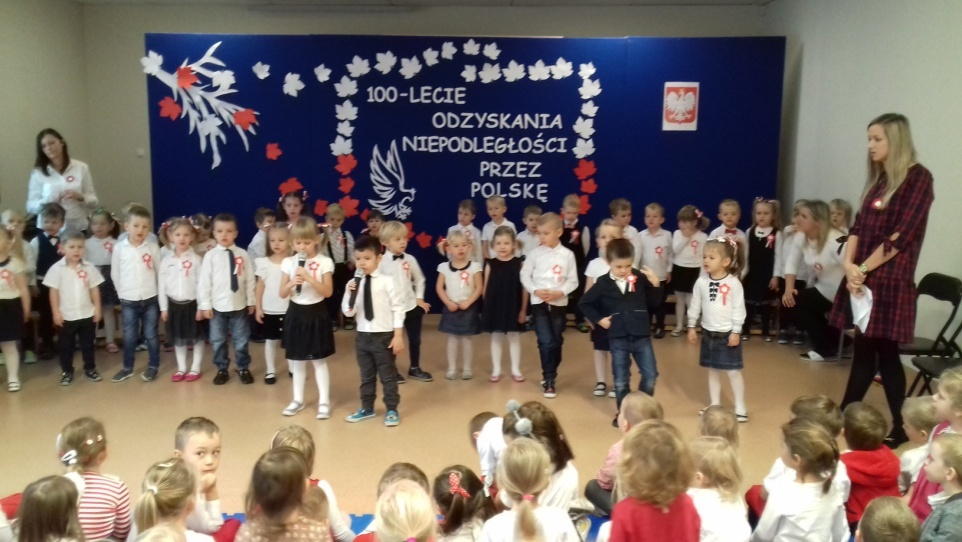 100-LECIE
ODZYSKANIA
NIEPODLEGŁOŚCI
PRZEZ
POLSKĘ